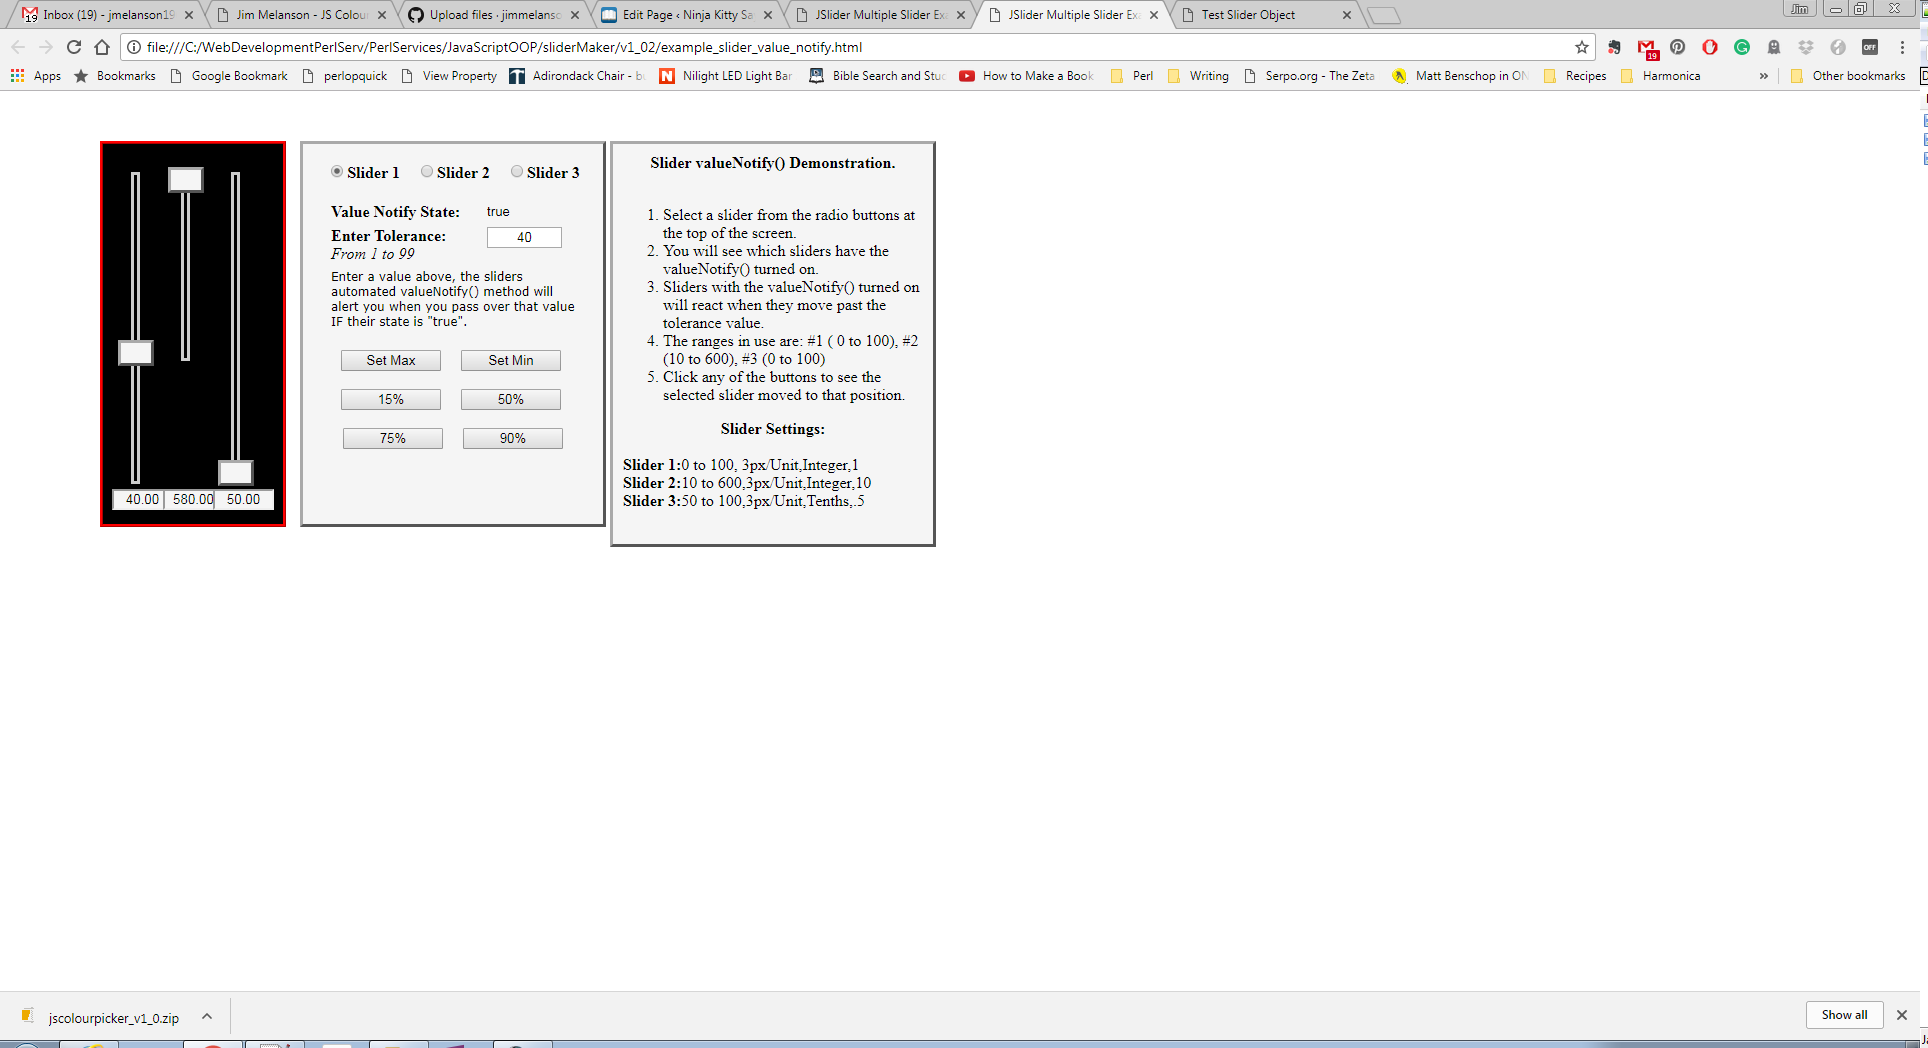 Inbox (19) - jmelanson19
Jim Melanson - JS Colou
Upload files · jimmelanso
Edit Page ‹ Ninja Kitty Sa
JSlider Multiple Slider Ex
JSlider Multiple Slider Ex
Test Slider Object
Jim
file:///C:/WebDevelopmentPerlServ/PerlServices/JavaScriptOOP/sliderMaker/v1_02/example_slider_value_notify.html
19
OFF
Apps
Bookmarks
Google Bookmark
perlopquick
View Property
Adirondack Chair - bu
Nilight LED Light Bar
Bible Search and Stud
How to Make a Book
Perl
Writing
Serpo.org - The Zeta
Matt Benschop in ON
Recipes
Harmonica
»
Other bookmarks
40.00
580.00
50.00
Slider 1 Slider 2 Slider 3
Value Notify State: true
Enter Tolerance: 40
From 1 to 99
Enter a value above, the sliders
automated valueNotify() method will
alert you when you pass over that value
IF their state is "true".
Set Max Set Min
15% 50%
75% 90%
Slider valueNotify() Demonstration.
1. Select a slider from the radio buttons at
the top of the screen.
2. You will see which sliders have the
valueNotify() turned on.
3. Sliders with the valueNotify() turned on
will react when they move past the
tolerance value.
4. The ranges in use are: #1 ( 0 to 100), #2
(10 to 600), #3 (0 to 100)
5. Click any of the buttons to see the
selected slider moved to that position.
Slider Settings:
Slider 1:0 to 100, 3px/Unit,Integer,1
Slider 2:10 to 600,3px/Unit,Integer,10
Slider 3:50 to 100,3px/Unit,Tenths,.5
jscolourpicker_v1_0.zip
Show all